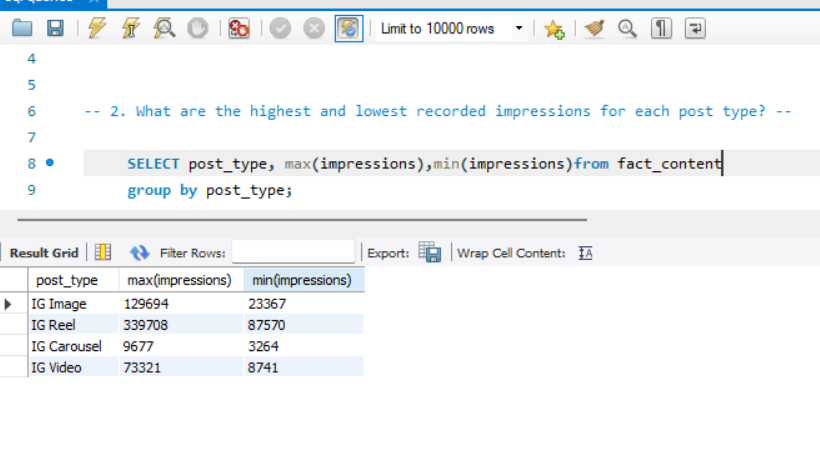 Limit to 10000 rows
4
5
6 -- 2. What are the highest and lowest recorded impressions for each post type? --
7
8 SELECT post_type, max(impressions),min(impressions)from fact_content
9 group by post_type;
Result Grid Filter Rows: Export: Wrap Cell Content:
post_type max(impressions) min(impressions)
IG Image 129694 23367
IG Reel 339708 87570
IG Carousel 9677 3264
IG Video 73321 8741